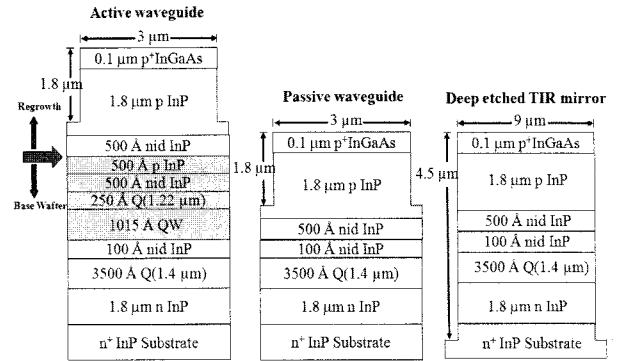 Active waveguide
3 µm
0.1 µm p⁺InGaAs
1.8 µm
1.8 µm p InP
Regrowth
Base Wafter
500 Å nid InP
500 Å p InP
500 Å nid InP
250 Å Q(1.22 µm)
1015 Å QW
100 Å nid InP
3500 Å Q(1.4 µm)
1.8 µm n InP
n⁺ InP Substrate
Passive waveguide
3 µm
0.1 µm p⁺InGaAs
1.8 µm
1.8 µm p InP
500 Å nid InP
100 Å nid InP
3500 Å Q(1.4 µm)
1.8 µm n InP
n⁺ InP Substrate
Deep etched TIR mirror
9 µm
0.1 µm p⁺InGaAs
4.5 µm
1.8 µm p InP
500 Å nid InP
100 Å nid InP
3500 Å Q(1.4 µm)
1.8 µm n InP
n⁺ InP Substrate